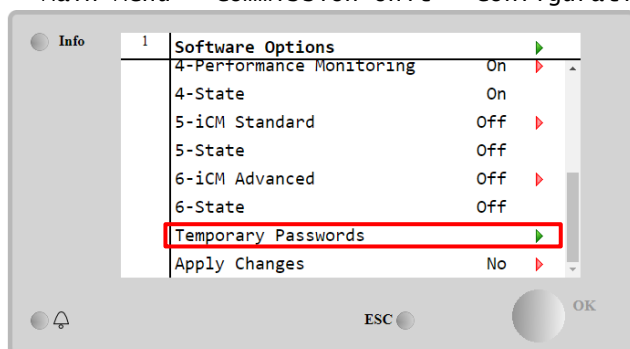 Info
1 Software Options
4-Performance Monitoring On
4-State On
5-iCM Standard Off
5-State Off
6-iCM Advanced Off
6-State Off
Temporary Passwords
Apply Changes No
ESC
OK